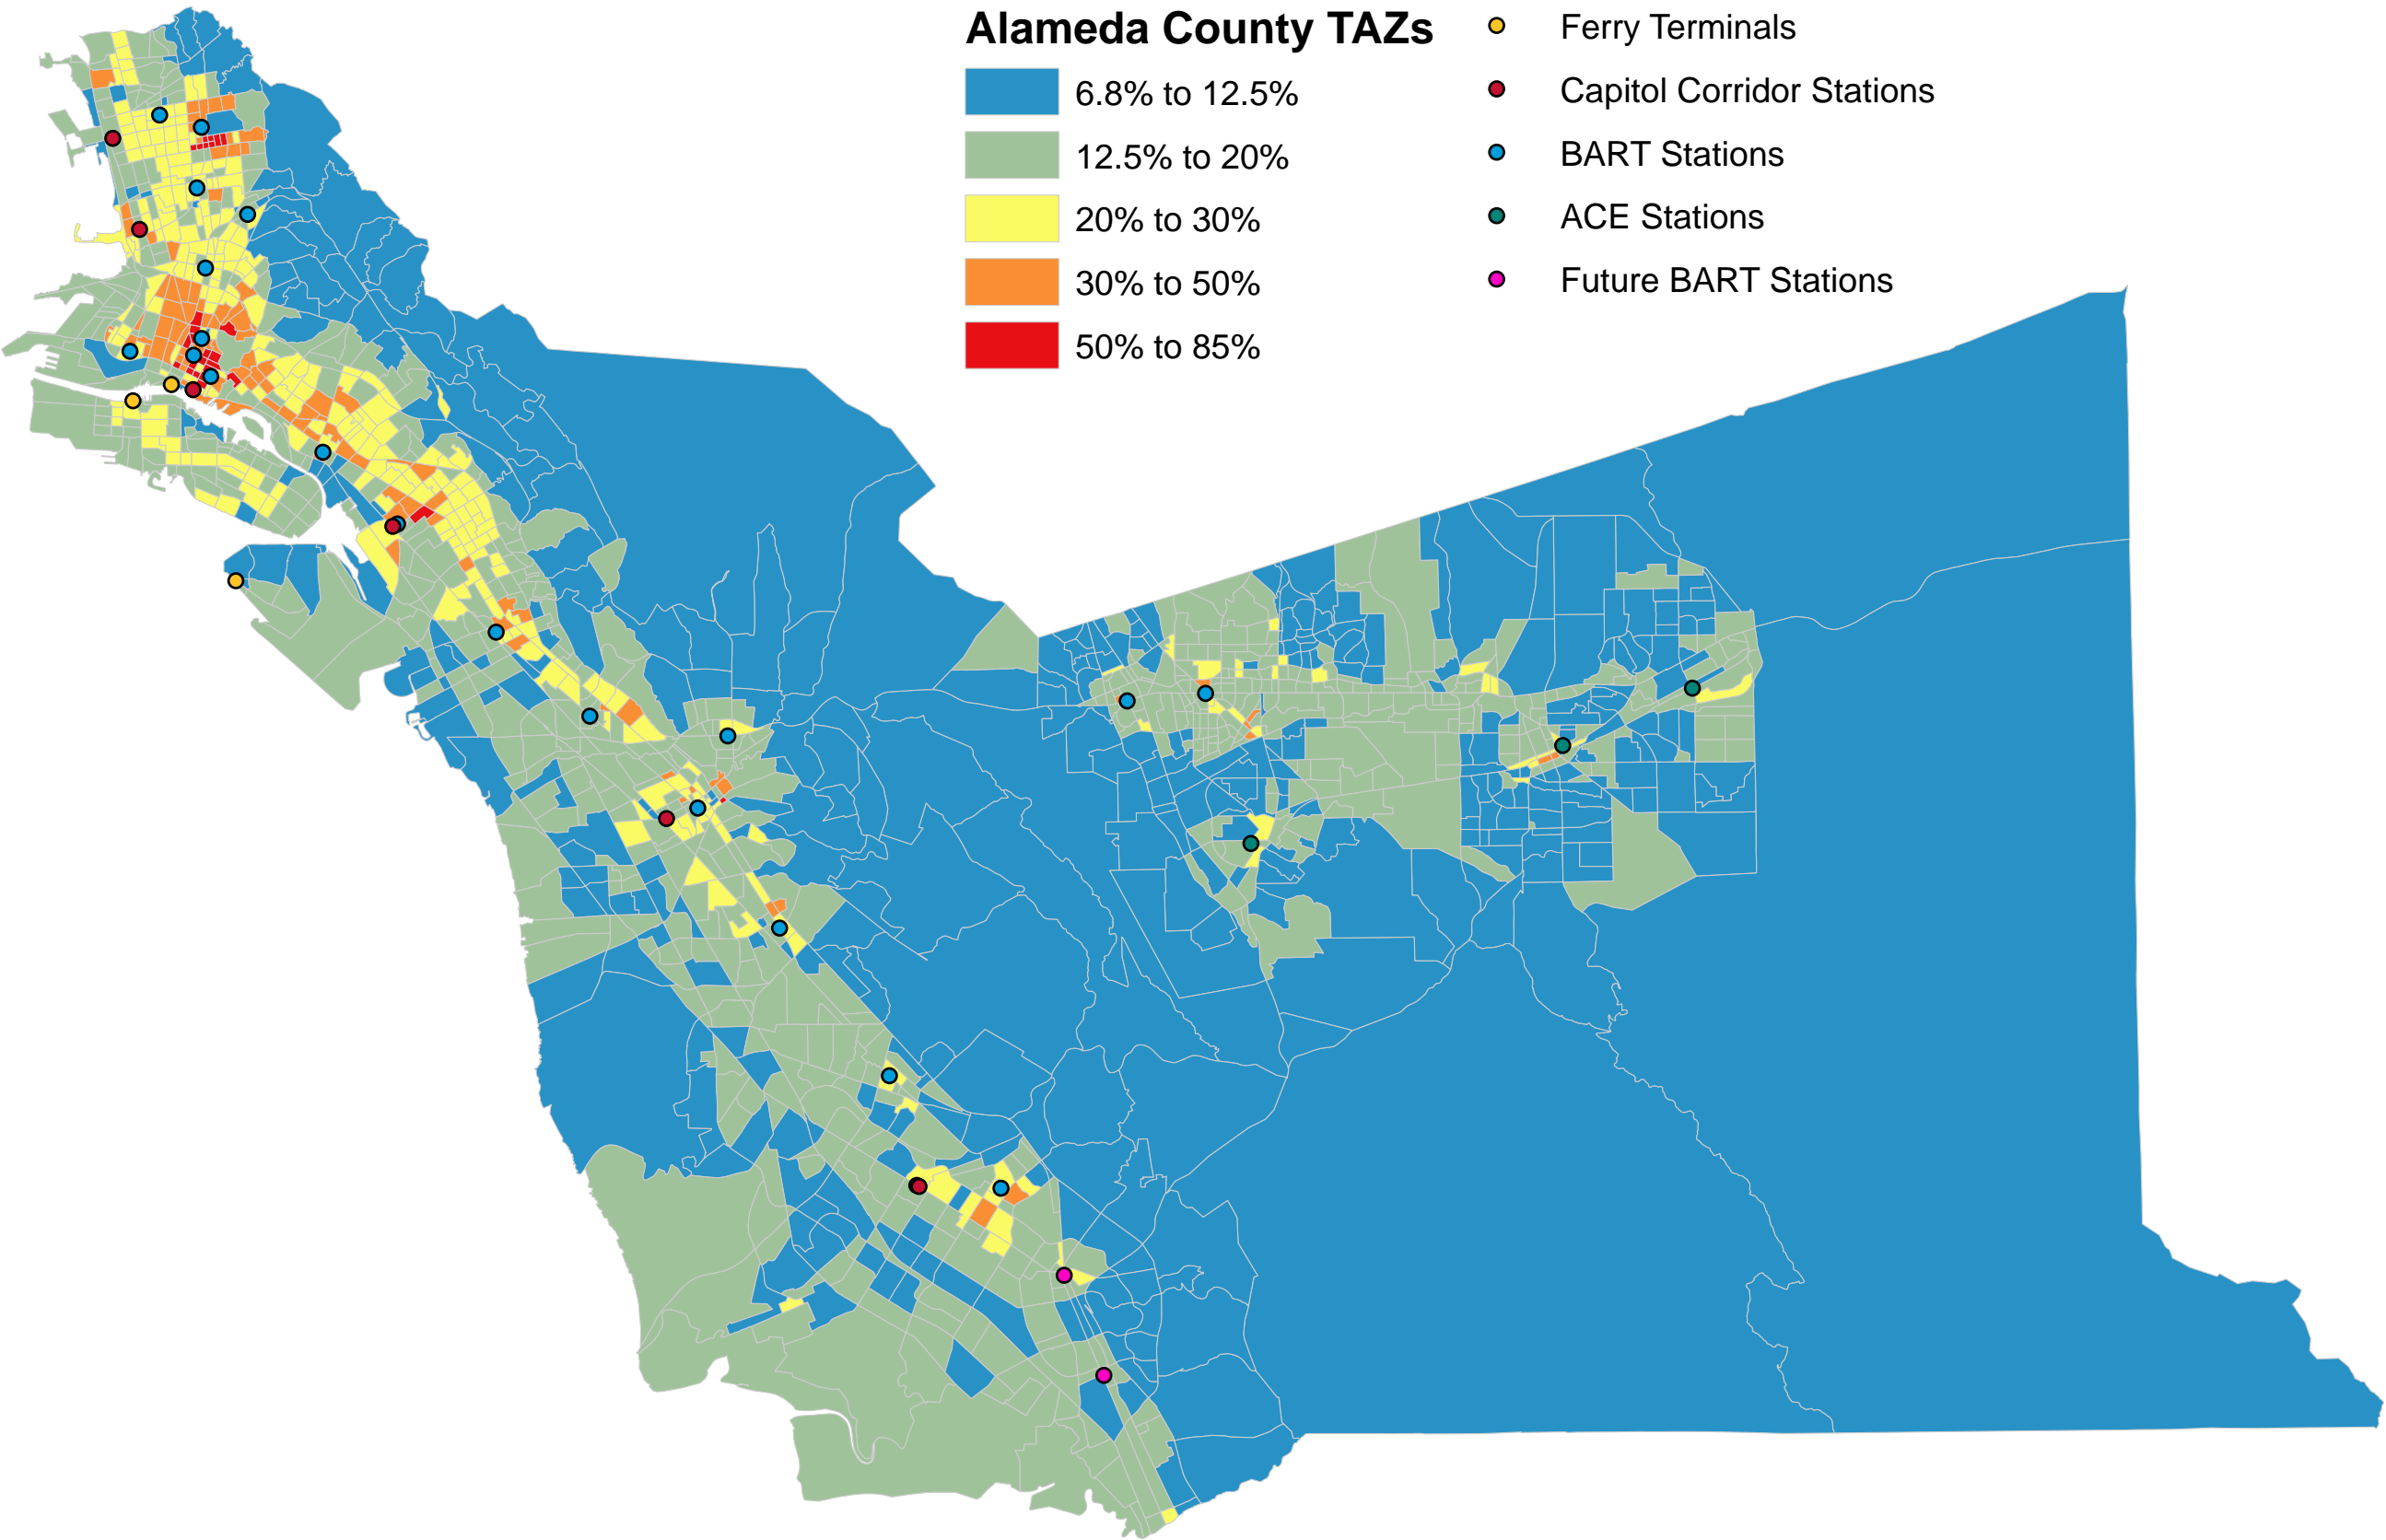 Alameda County TAZs
6.8% to 12.5%
12.5% to 20%
20% to 30%
30% to 50%
50% to 85%
Ferry Terminals
Capitol Corridor Stations
BART Stations
ACE Stations
Future BART Stations